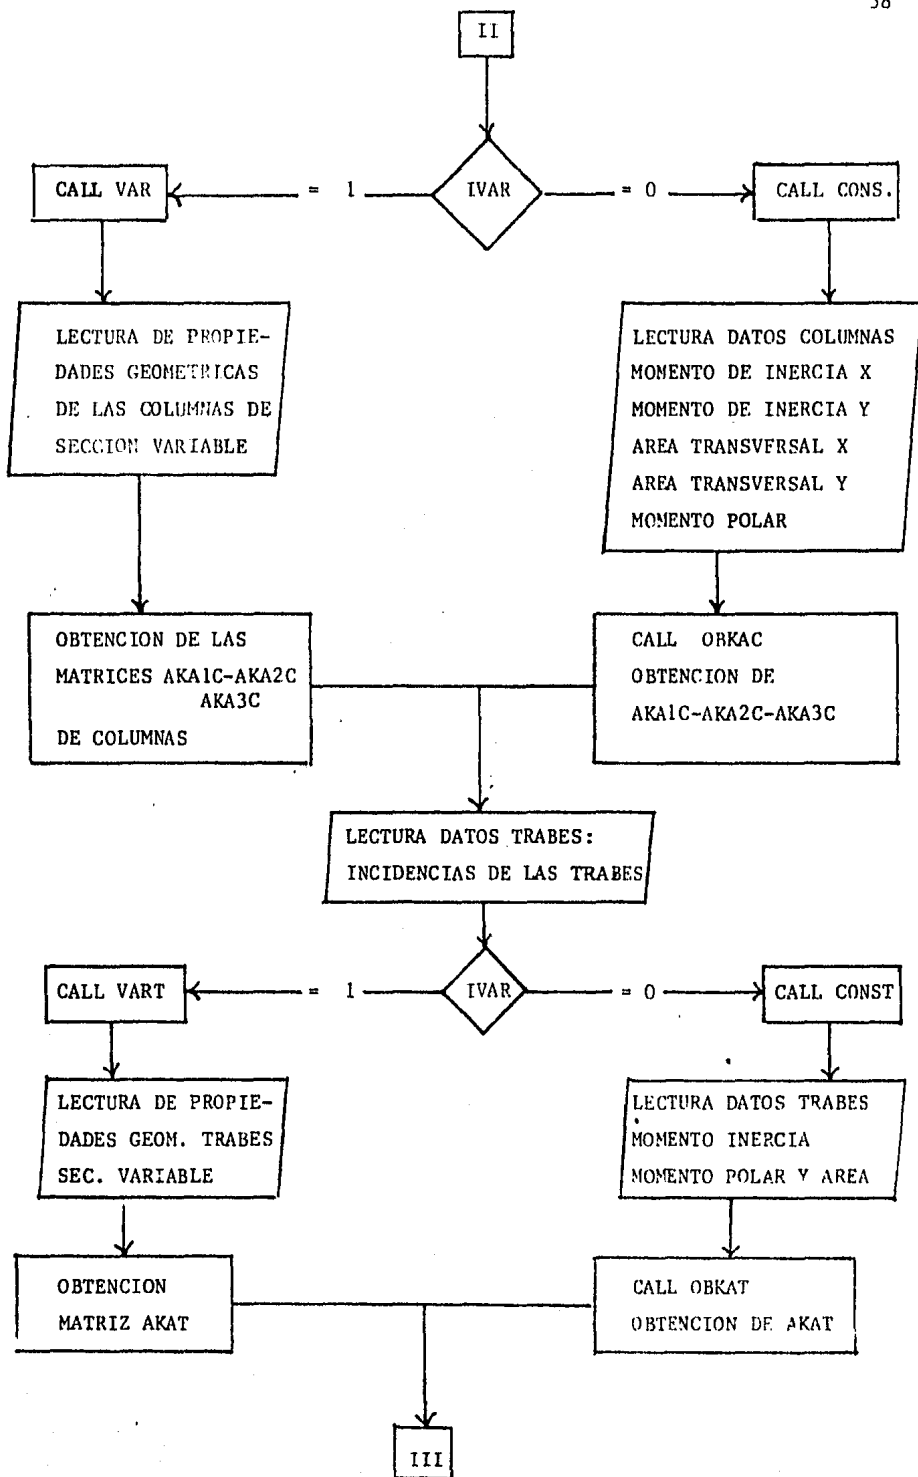 58
II
CALL VAR
= 1
IVAR
= 0
CALL CONS.
LECTURA DE PROPIE-
DADES GEOMETRICAS
DE LAS COLUMNAS DE
SECCION VARIABLE
LECTURA DATOS COLUMNAS
MOMENTO DE INERCIA X
MOMENTO DE INERCIA Y
AREA TRANSVERSAL X
AREA TRANSVERSAL Y
MOMENTO POLAR
OBTENCION DE LAS
MATRICES AKA1C-AKA2C
AKA3C
DE COLUMNAS
CALL OBKAC
OBTENCION DE
AKA1C-AKA2C-AKA3C
LECTURA DATOS TRABES:
INCIDENCIAS DE LAS TRABES
CALL VART
= 1
IVAR
= 0
CALL CONST
LECTURA DE PROPIE-
DADES GEOM. TRABES
SEC. VARIABLE
LECTURA DATOS TRABES
MOMENTO INERCIA
MOMENTO POLAR Y AREA
OBTENCION
MATRIZ AKAT
CALL OBKAT
OBTENCION DE AKAT
III